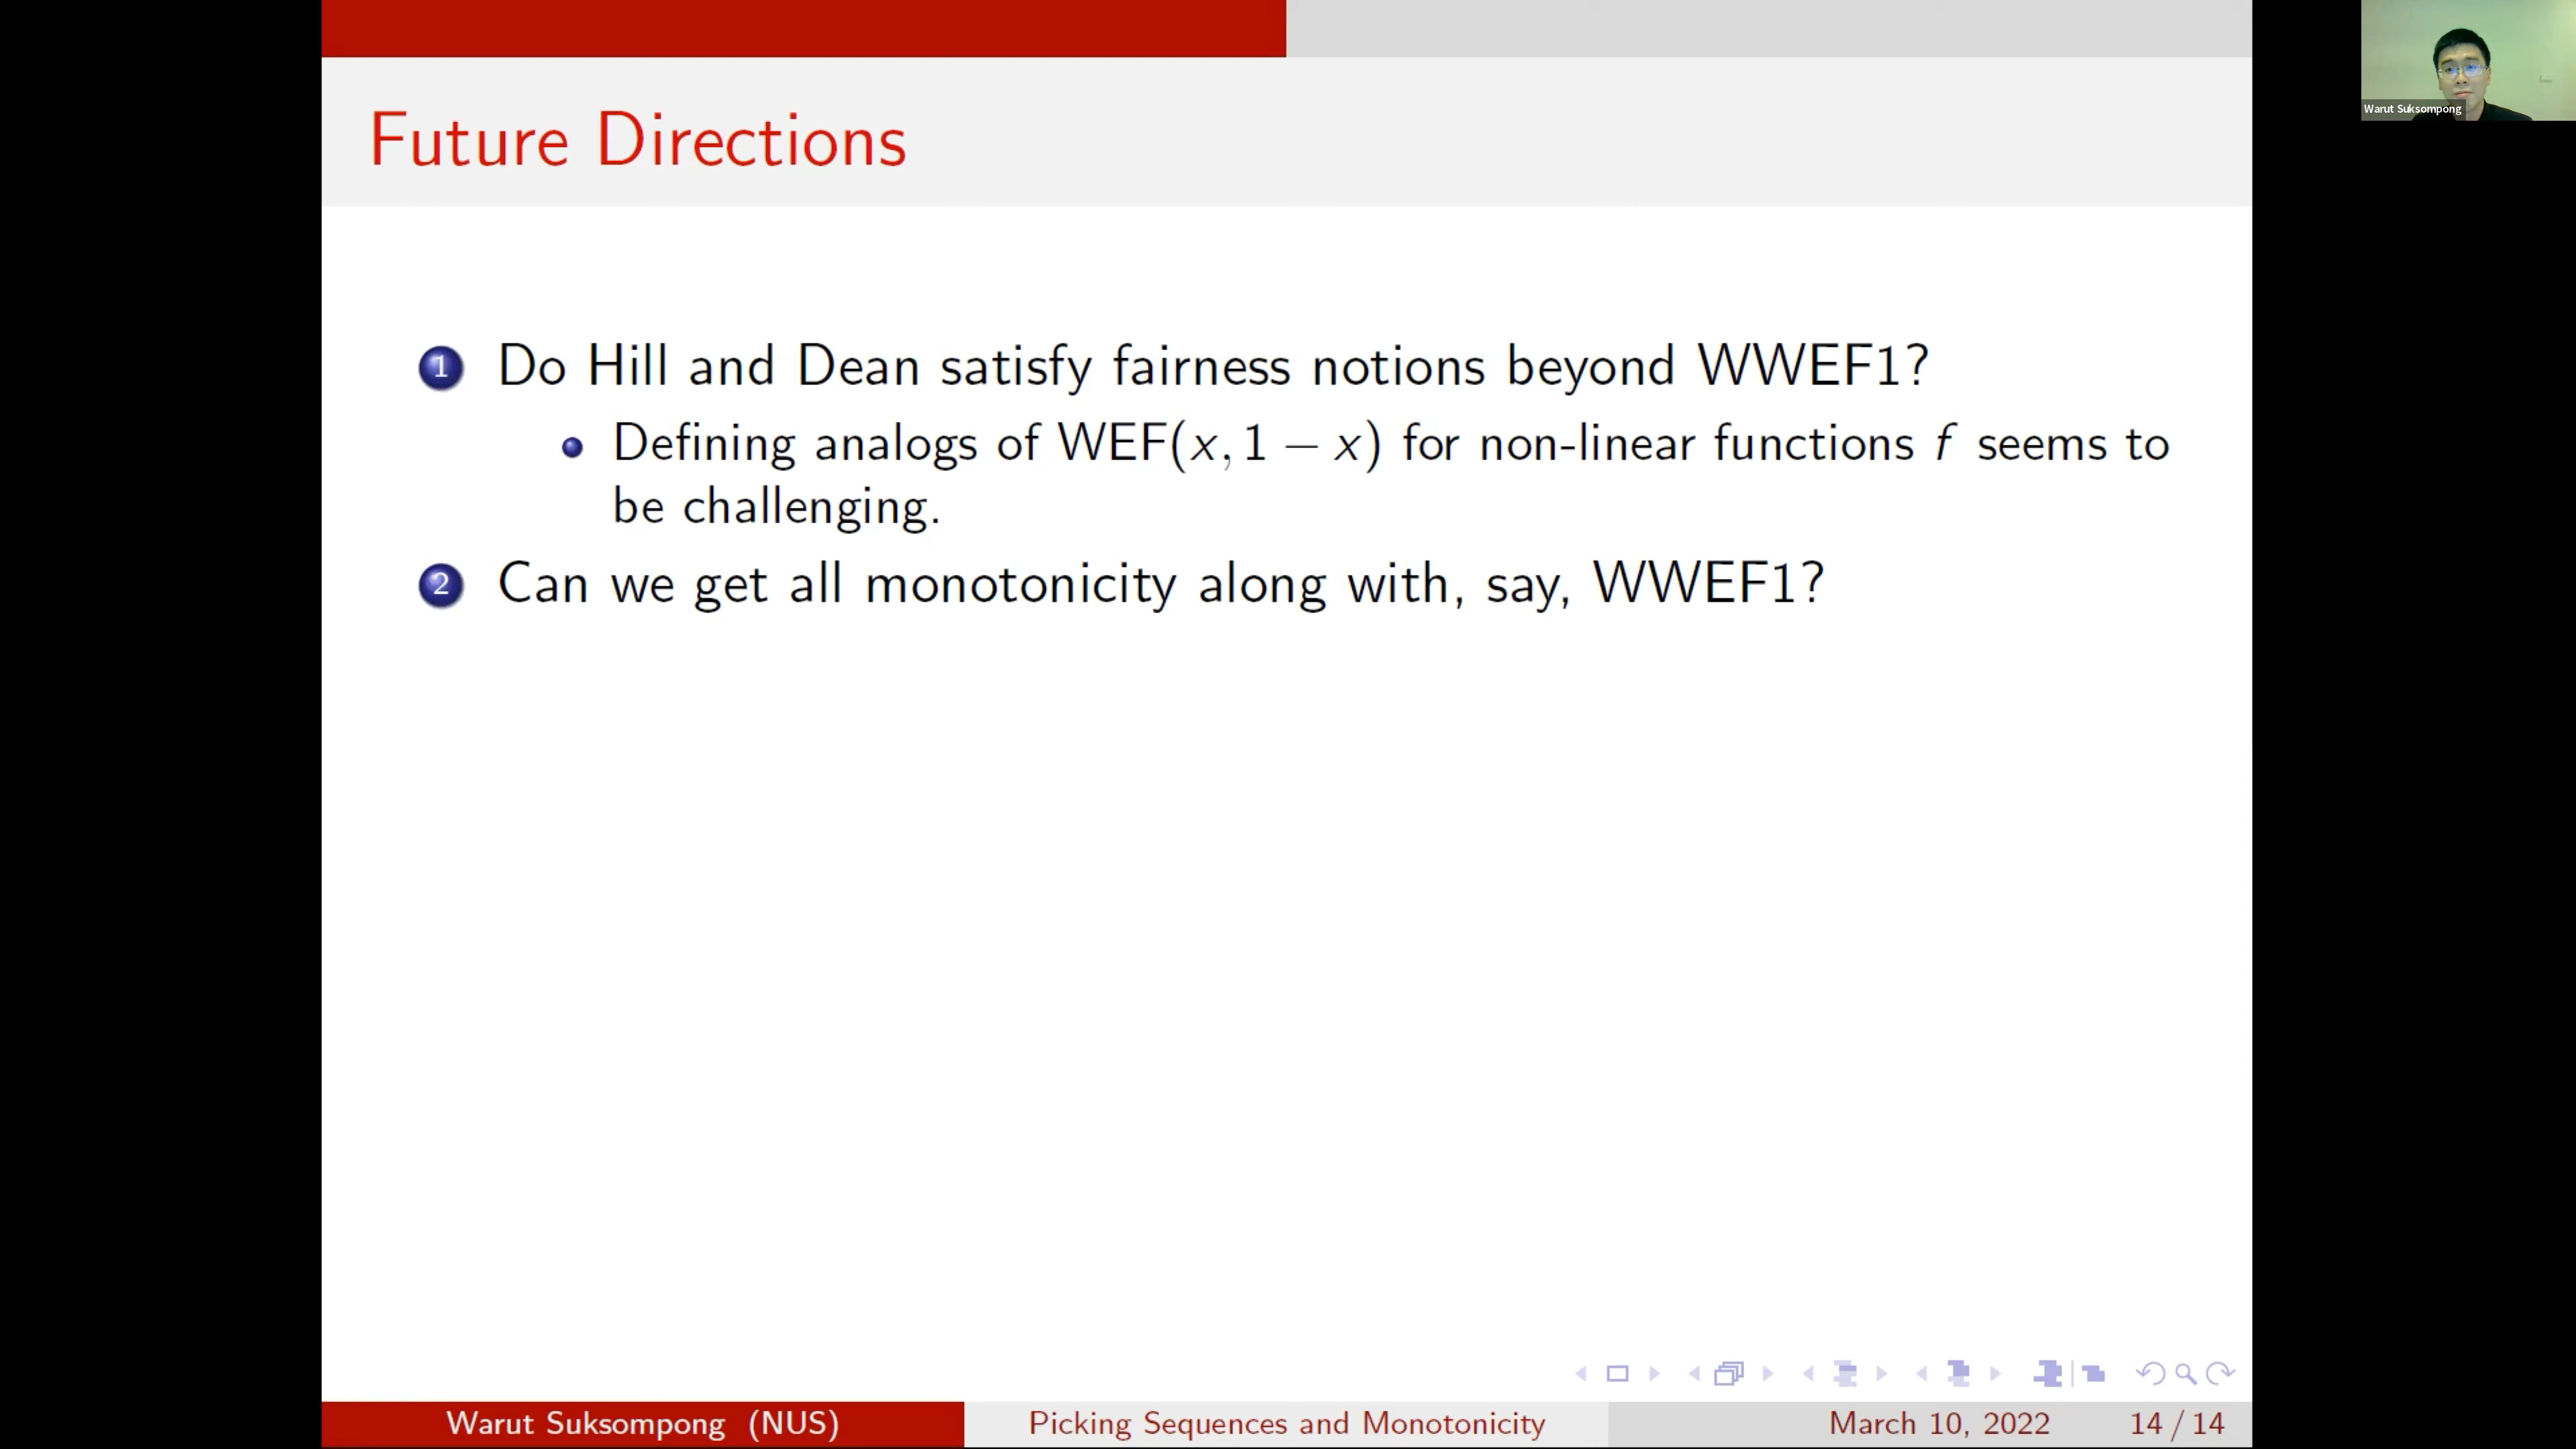 Future Directions
Warut Suksompong
1 Do Hill and Dean satisfy fairness notions beyond WWEF1?
Defining analogs of WEF(x, 1 − x) for non-linear functions f seems to
be challenging.
2 Can we get all monotonicity along with, say, WWEF1?
Warut Suksompong (NUS)
Picking Sequences and Monotonicity
March 10, 2022
14 / 14